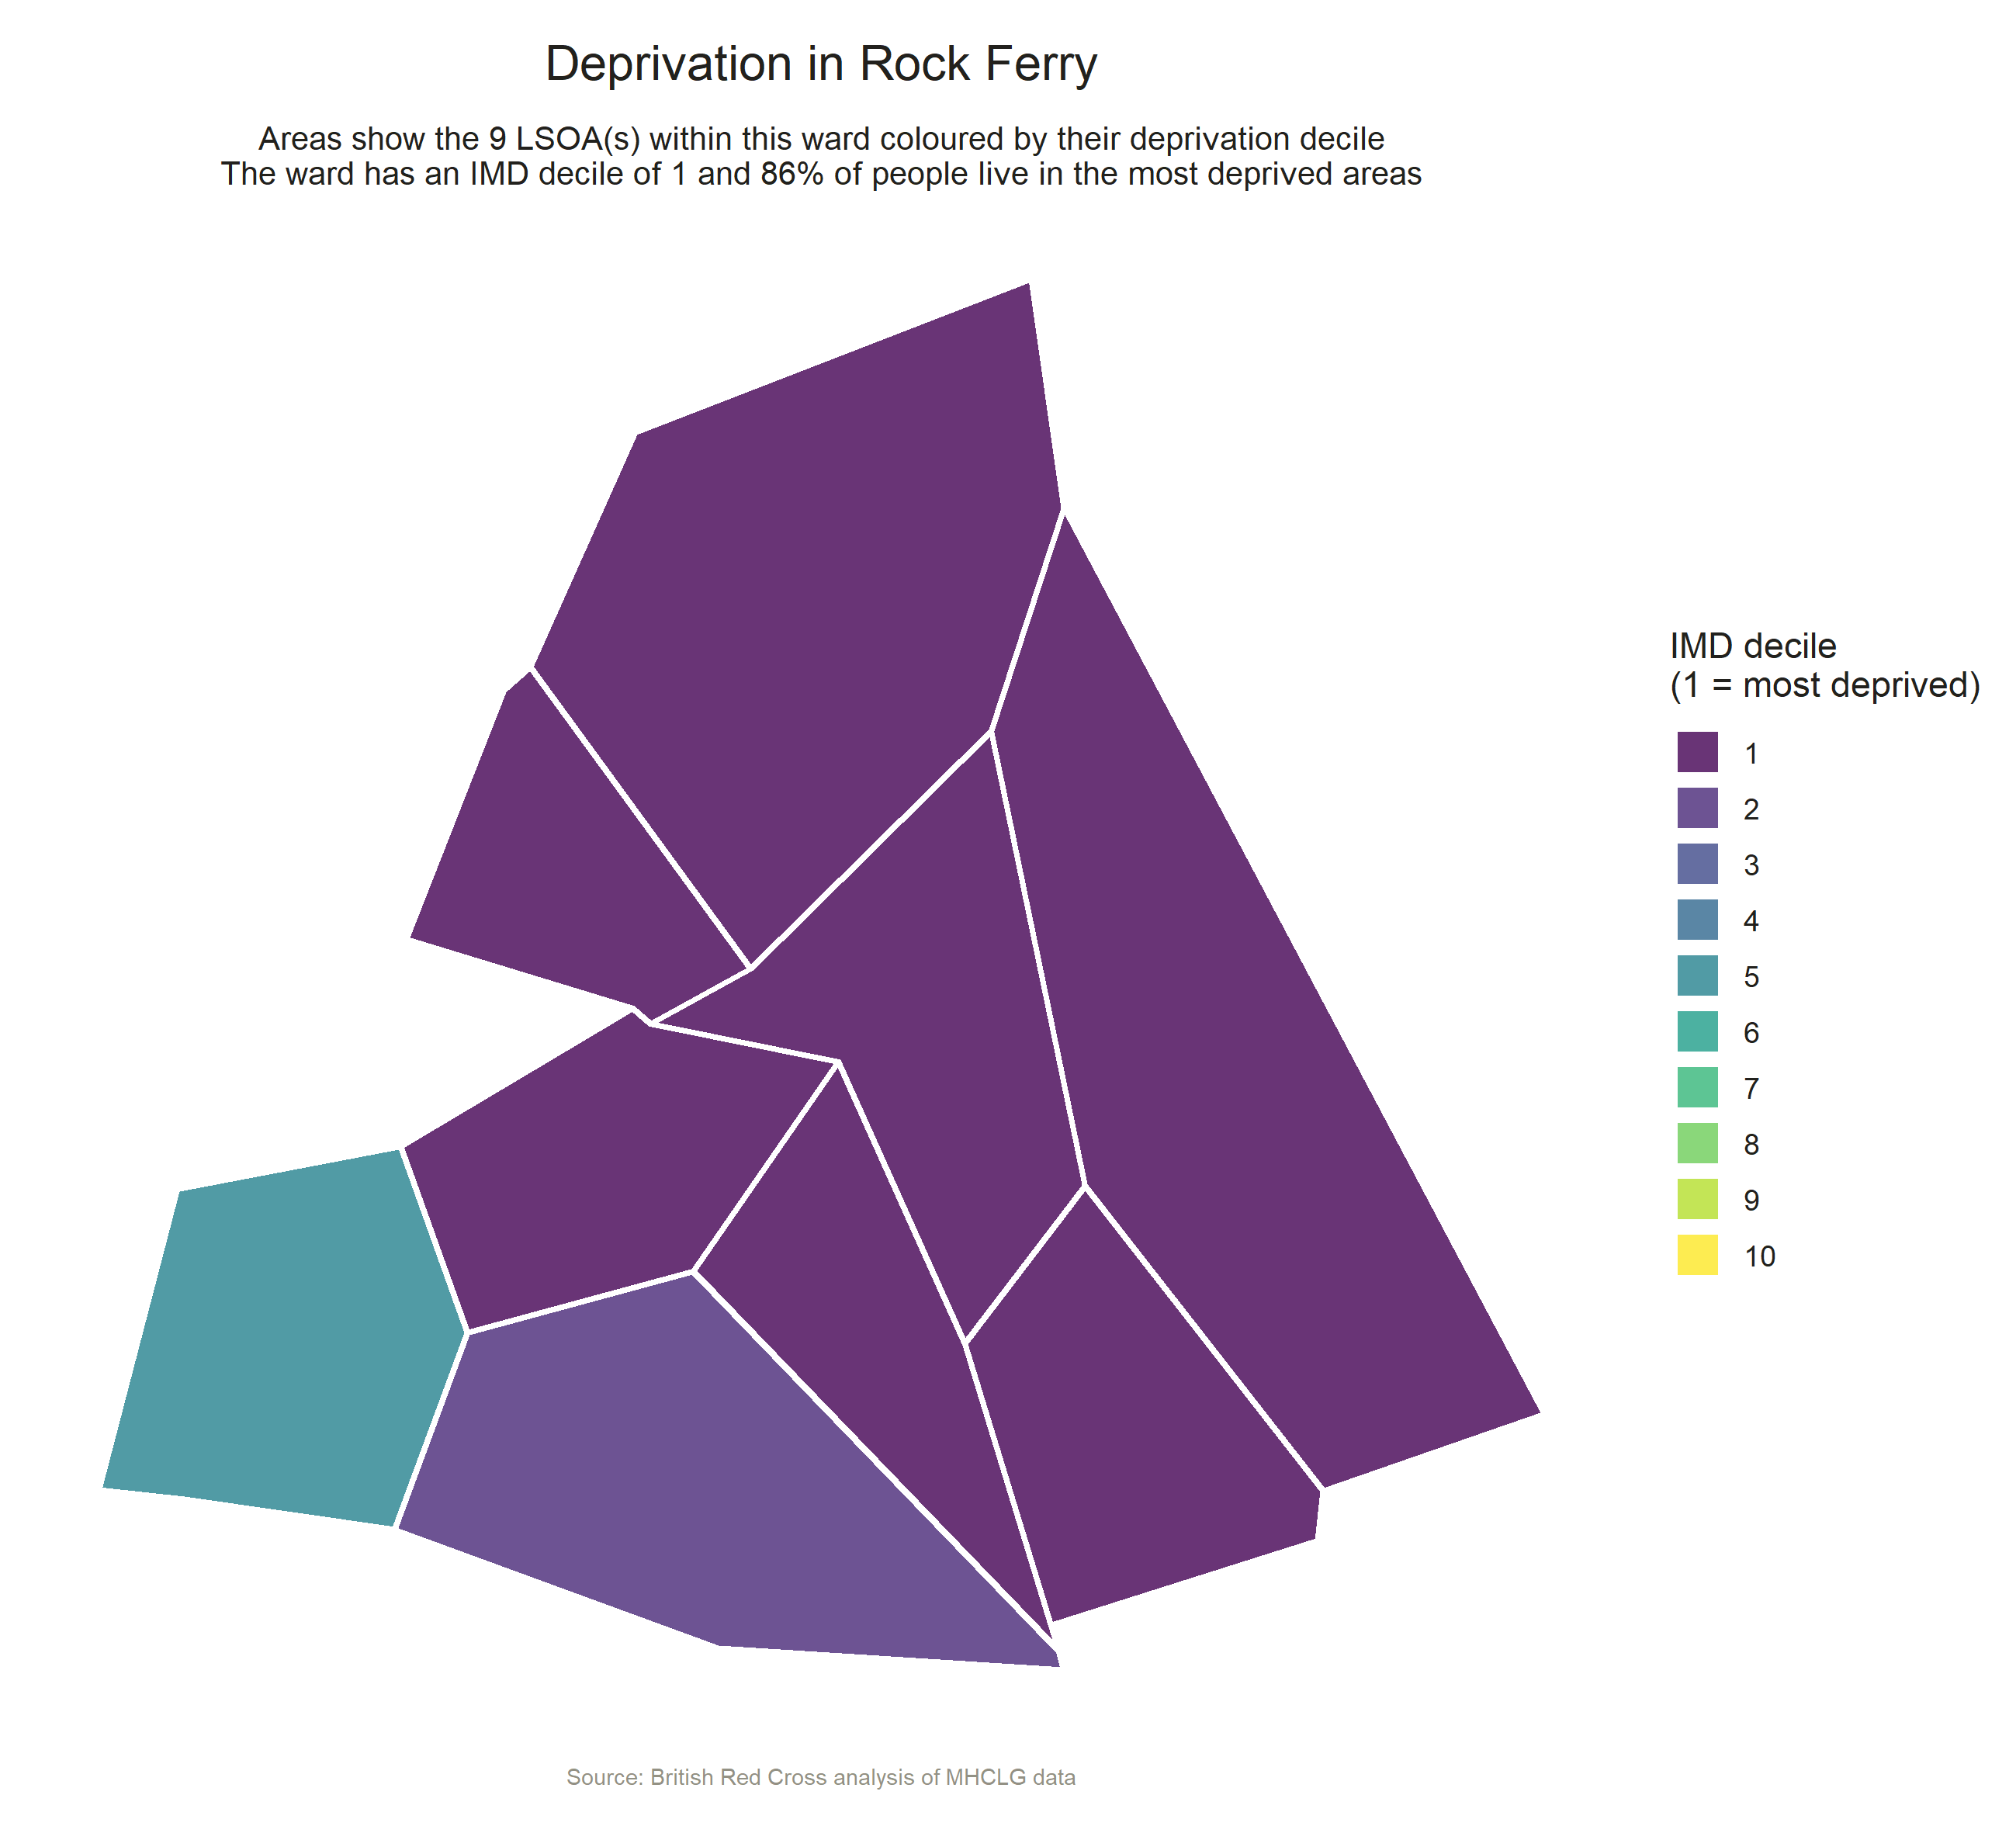 Deprivation in Rock Ferry
Areas show the 9 LSOA(s) within this ward coloured by their deprivation decile
The ward has an IMD decile of 1 and 86% of people live in the most deprived areas
IMD decile
(1 = most deprived)
1
2
3
4
5
6
7
8
9
10
Source: British Red Cross analysis of MHCLG data